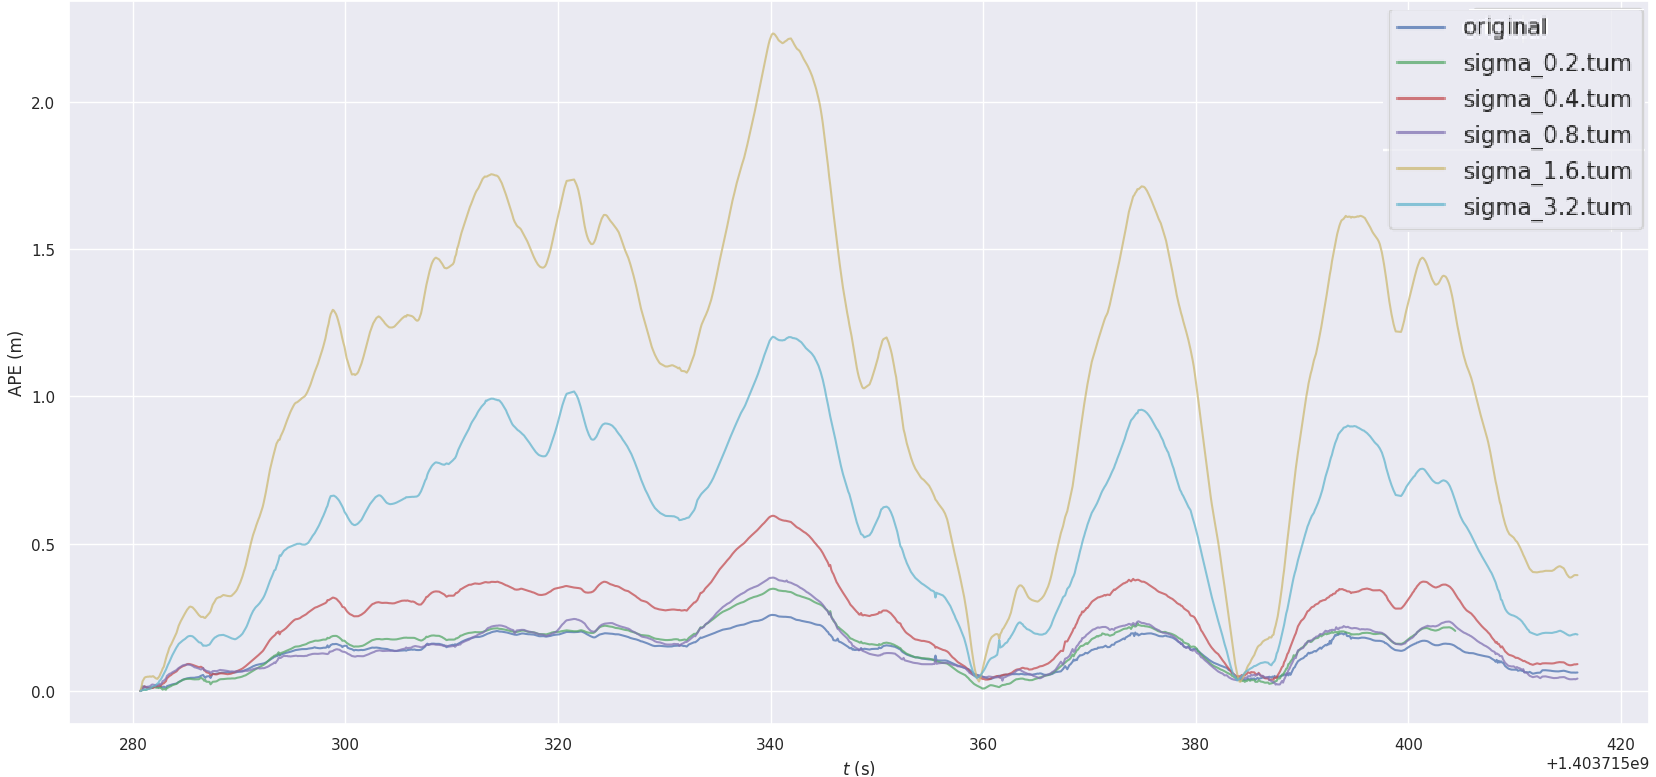 original
sigma_0.2.tum
sigma_0.4.tum
sigma_0.8.tum
sigma_1.6.tum
sigma_3.2.tum
APE (m)
2.0
1.5
1.0
0.5
0.0
280 300 320 340 360 380 400 420
t (s)
+1.403715e9